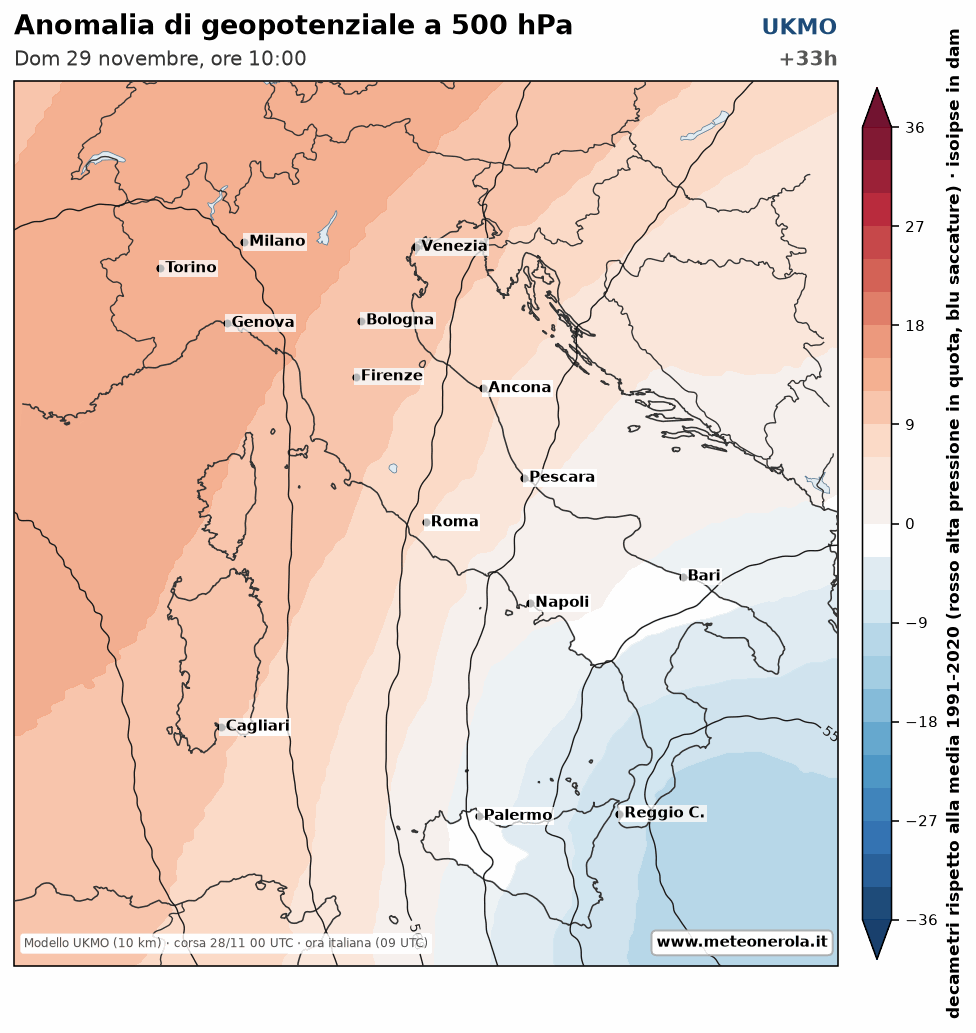 Anomalia di geopotenziale a 500 hPa
UKMO
Dom 29 novembre, ore 10:00
+33h
Milano
Venezia
Torino
Genova
Bologna
Firenze
Ancona
Pescara
Roma
Bari
Napoli
Cagliari
Palermo
Reggio C.
Modello UKMO (10 km) · corsa 28/11 00 UTC · ora italiana (09 UTC)
www.meteonerola.it
36
27
18
9
0
−9
−18
−27
−36
decametri rispetto alla media 1991-2020 (rosso alta pressione in quota, blu saccature) · isoipse in dam